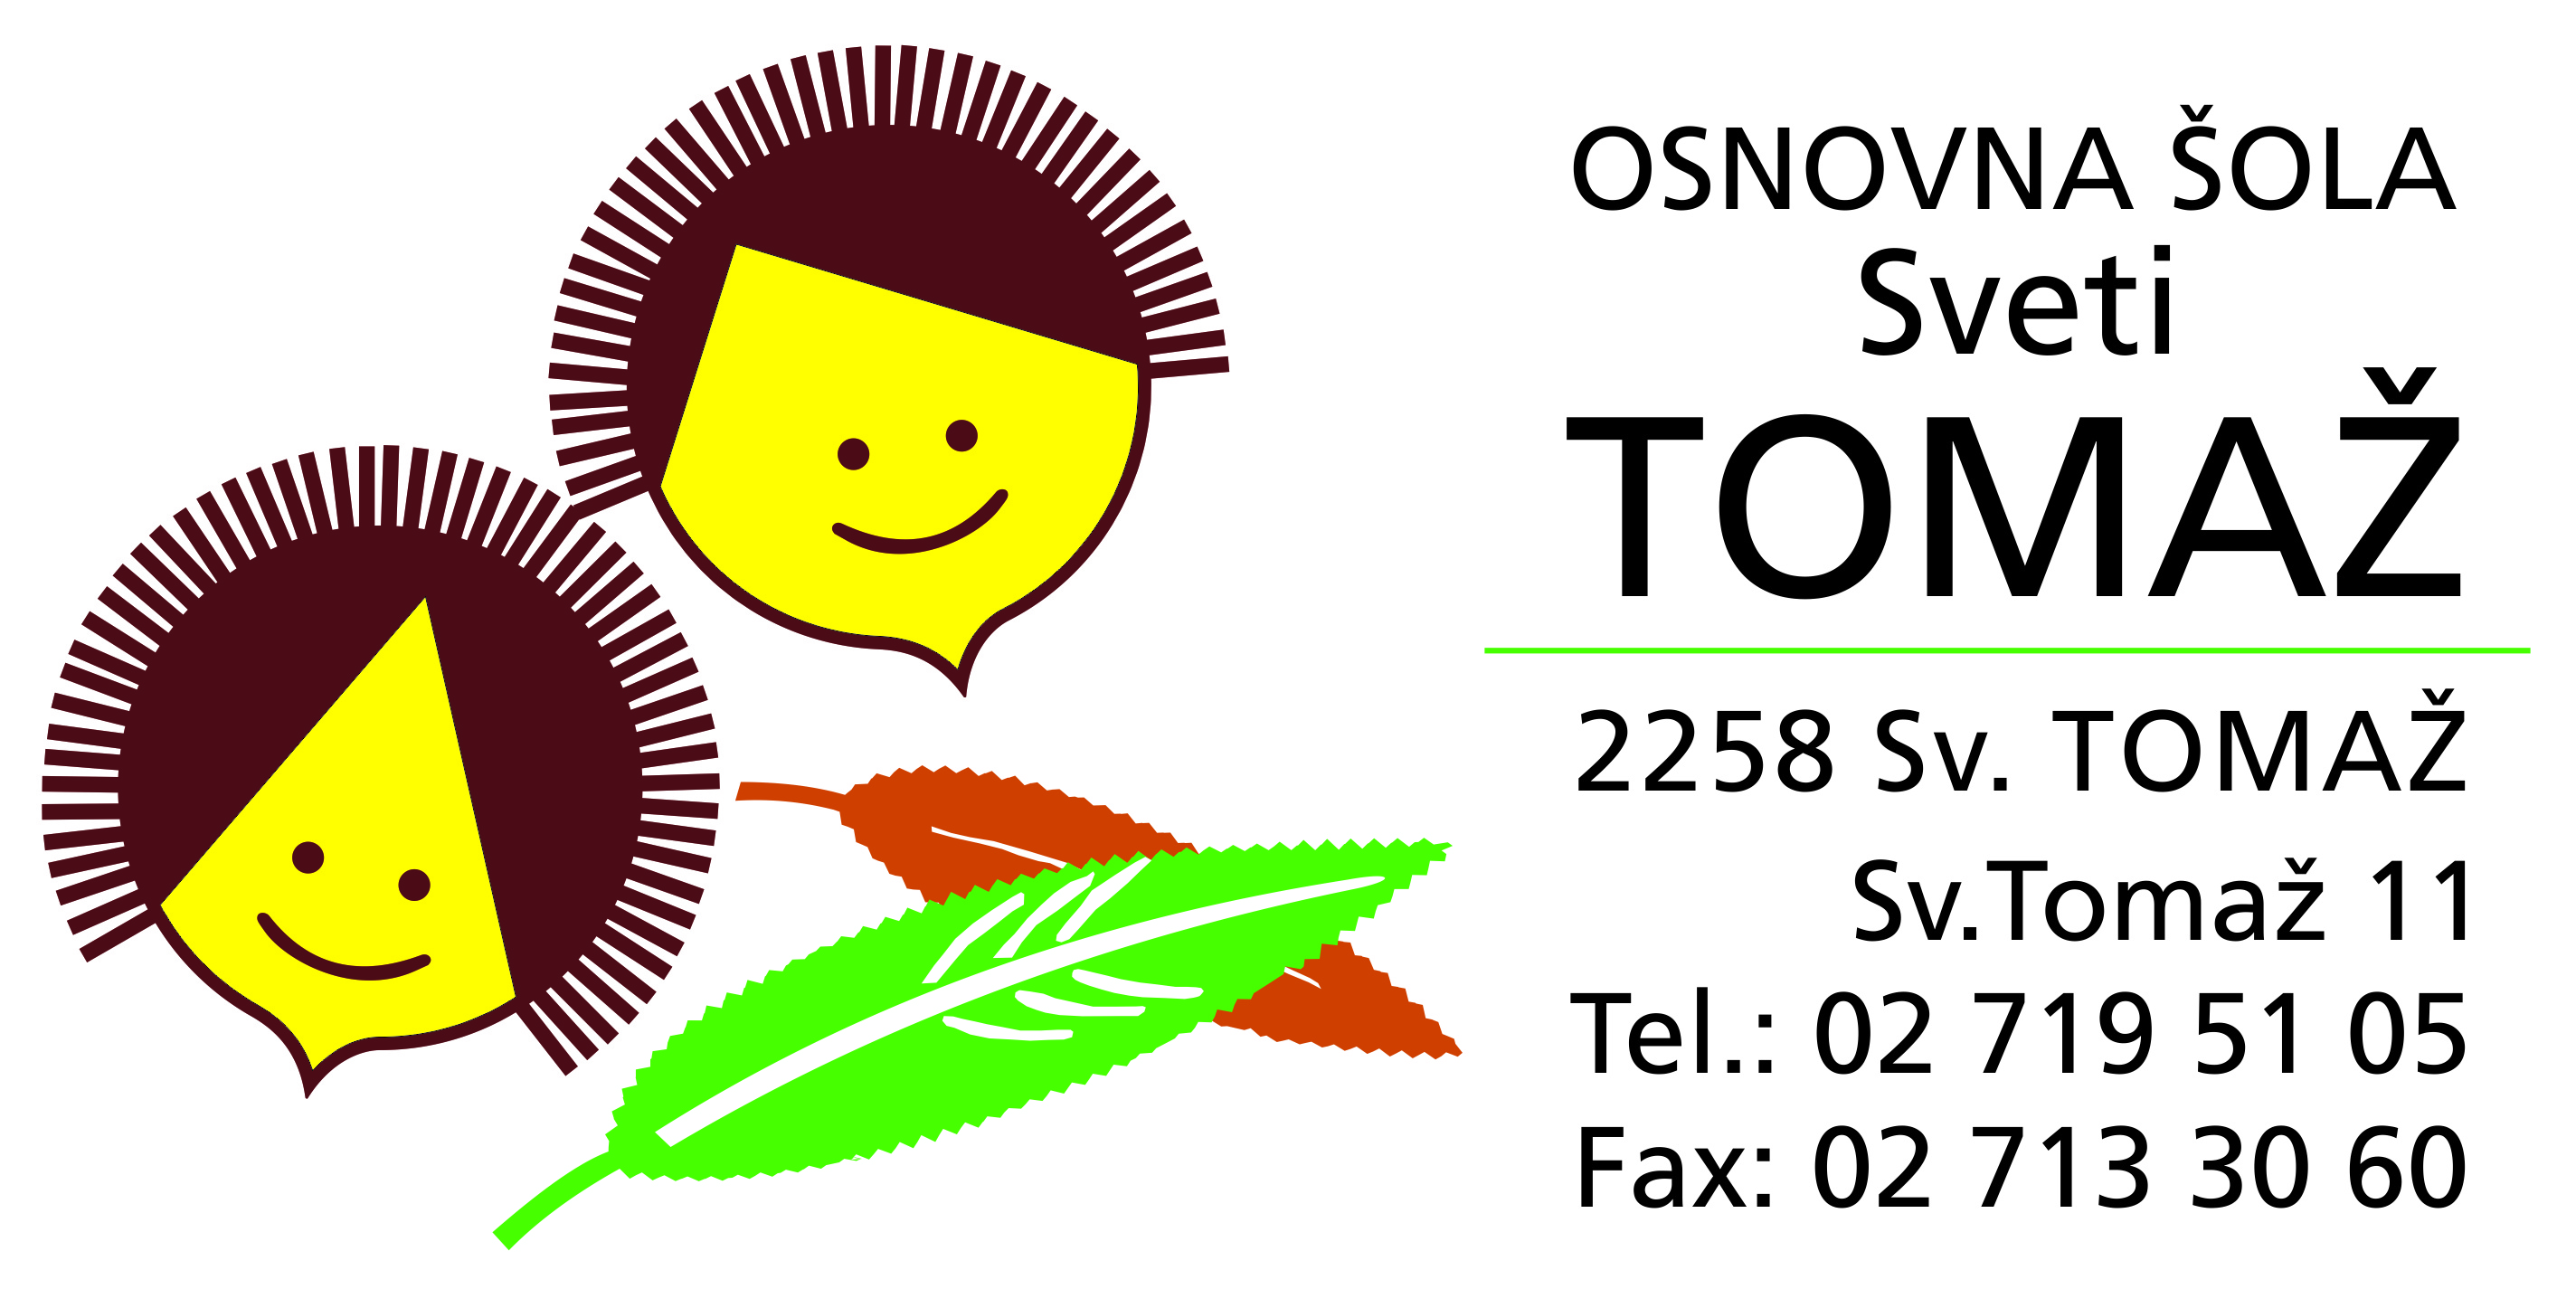 OSNOVNA ŠOLA
Sveti
TOMAŽ
2258 Sv. TOMAŽ
Sv.Tomaž 11
Tel.: 02 719 51 05
Fax: 02 713 30 60